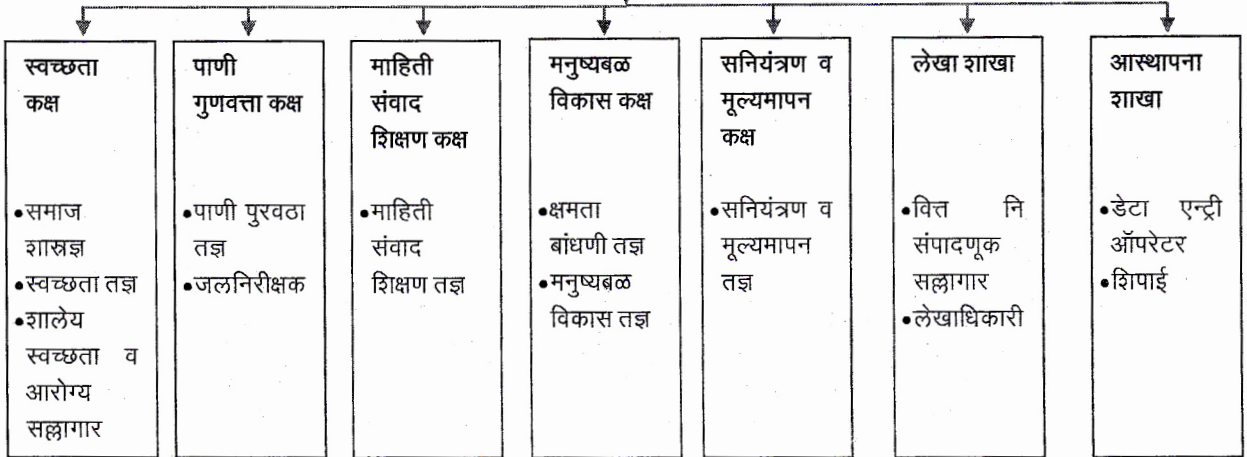 स्वच्छता
कक्ष
•समाज
शास्त्रज्ञ
•स्वच्छता तज्ञ
•शालेय
स्वच्छता व
आरोग्य
सल्लागार
पाणी
गुणवत्ता कक्ष
•पाणी पुरवठा
तज्ञ
•जलनिरीक्षक
माहिती
संवाद
शिक्षण कक्ष
•माहिती
संवाद
शिक्षण तज्ञ
मनुष्यबळ
विकास कक्ष
•क्षमता
बांधणी तज्ञ
•मनुष्यबळ
विकास तज्ञ
सनियंत्रण व
मूल्यमापन
कक्ष
•सनियंत्रण व
मूल्यमापन
तज्ञ
लेखा शाखा
•वित्त नि
संपादणूक
सल्लागार
•लेखाधिकारी
आस्थापना
शाखा
•डेटा एन्ट्री
ऑपरेटर
•शिपाई